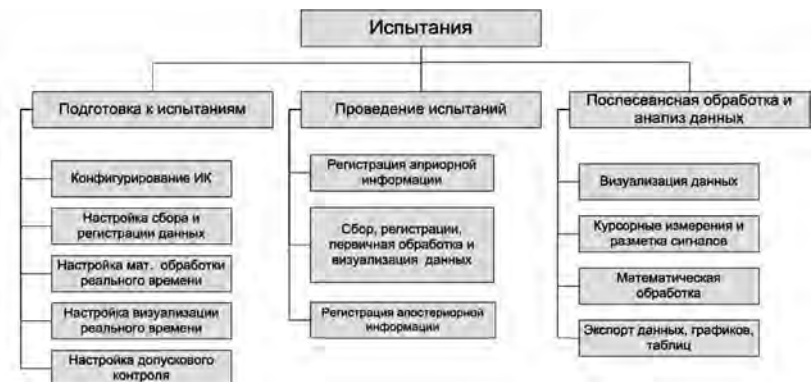 Испытания
Подготовка к испытаниям
Конфигурирование ИК
Настройка сбора и
регистрации данных
Настройка мат. обработки
реального времени
Настройка визуализации
реального времени
Настройка допускового
контроля
Проведение испытаний
Регистрация априорной
информации
Сбор, регистрации,
первичная обработка и
визуализация данных
Регистрация апостериорной
информации
Послесеансная обработка и
анализ данных
Визуализация данных
Курсорные измерения и
разметка сигналов
Математическая
обработка
Экспорт данных, графиков,
таблиц